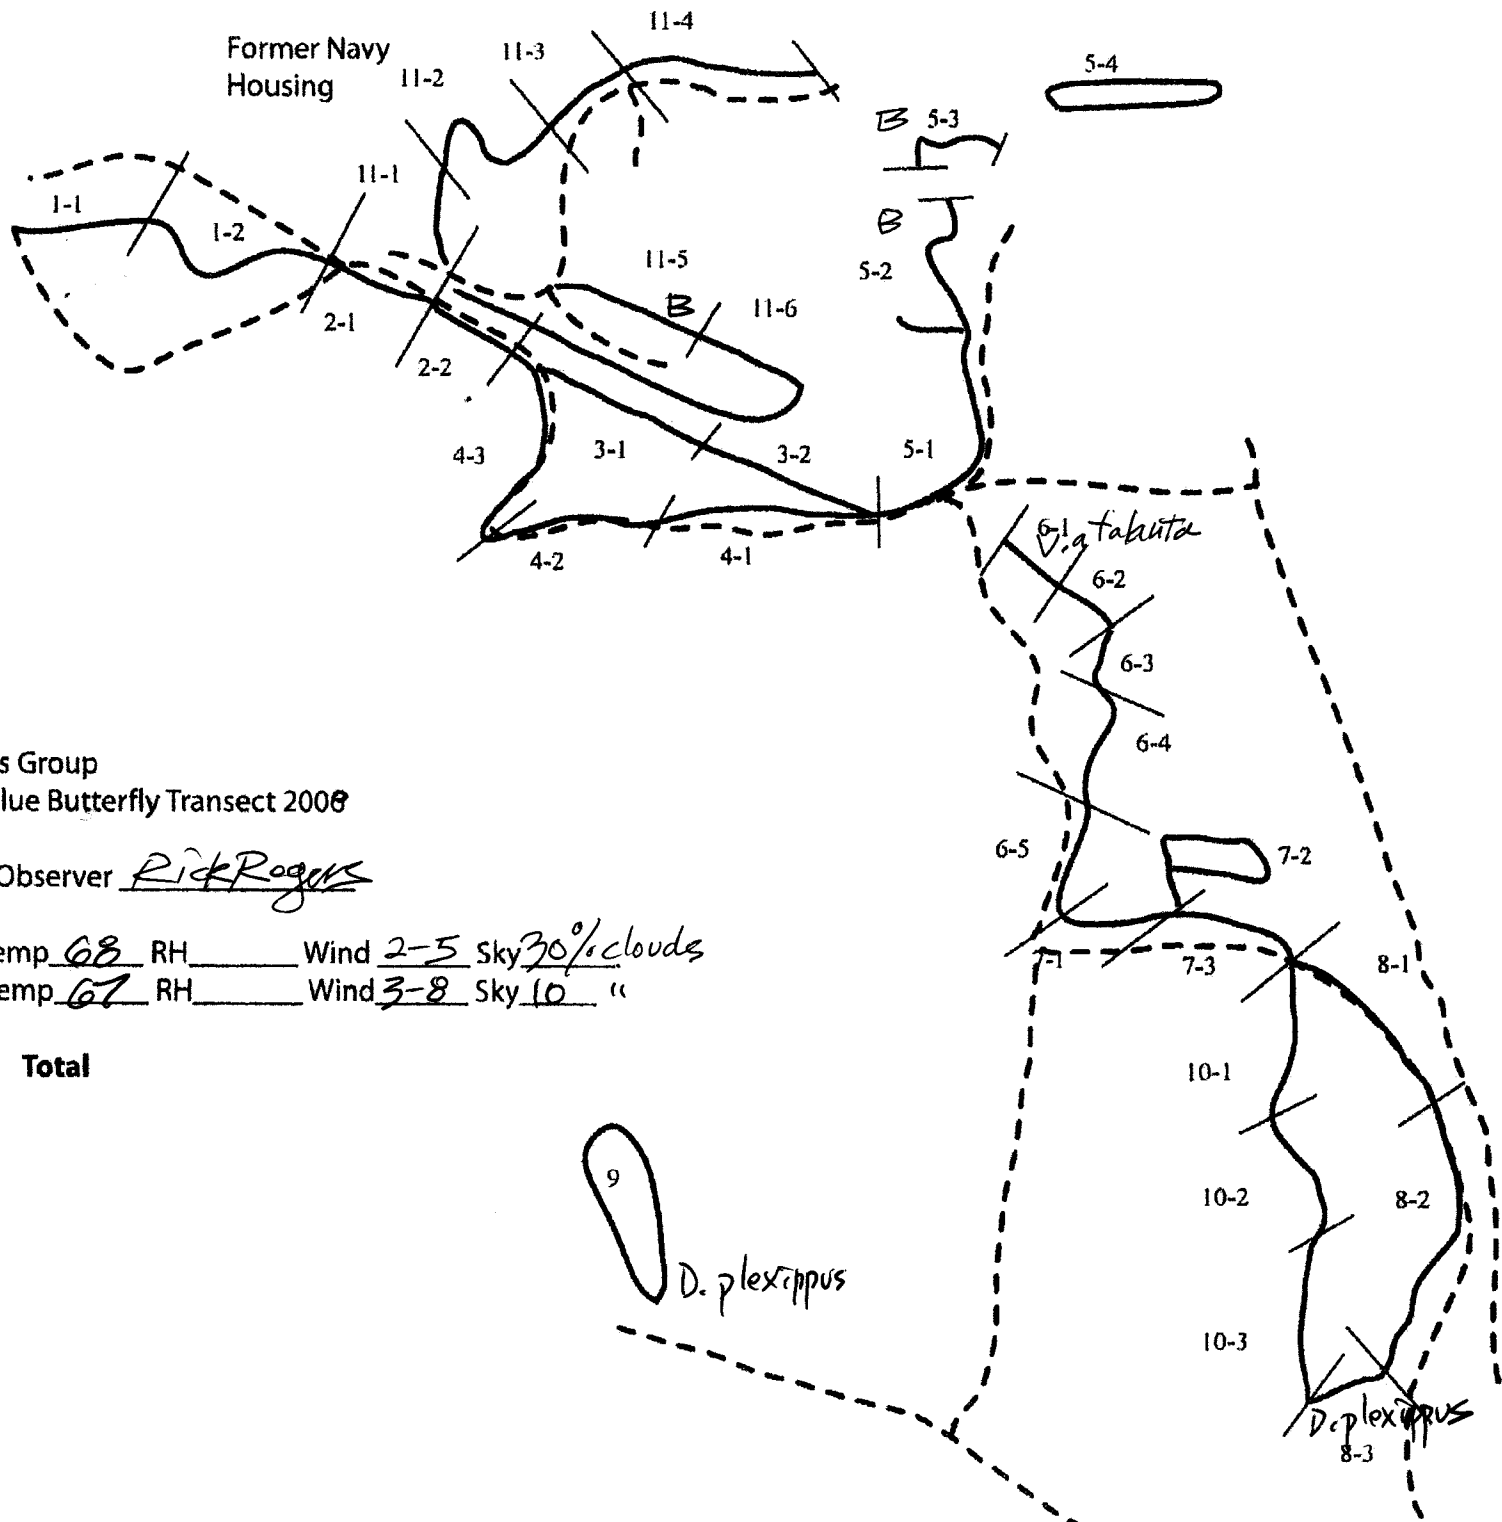 Former Navy
Housing
11-4
11-3
11-2
5-4
B 5-3
11-1
1-1
1-2
B
11-5
5-2
B
11-6
2-1
2-2
4-3
3-1
3-2
5-1
6-1
V. atabuta
4-2
4-1
6-2
6-3
6-4
s Group
lue Butterfly Transect 2008
6-5
7-2
Observer Rick Rogers
emp 68 RH Wind 2-5 Sky 30% clouds
emp 67 RH Wind 3-8 Sky 10 "
7-1
7-3
8-1
Total
10-1
9
10-2
8-2
D. plexippus
10-3
D. plexippus
8-3